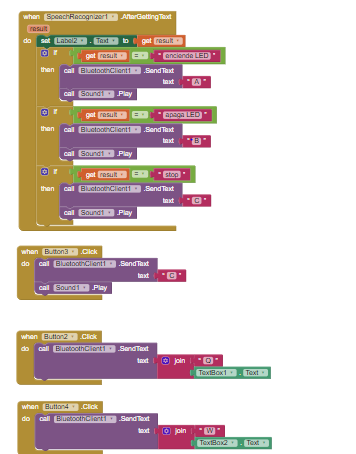 when SpeechRecognizer1 .AfterGettingText
result
do set Label2 . Text to get result
if get result = " enciende LED "
then call BluetoothClient1 .SendText
text " A "
call Sound1 .Play
if get result = " apaga LED "
then call BluetoothClient1 .SendText
text " B "
call Sound1 .Play
if get result = " stop "
then call BluetoothClient1 .SendText
text " C "
call Sound1 .Play
when Button3 .Click
do call BluetoothClient1 .SendText
text " C "
call Sound1 .Play
when Button2 .Click
do call BluetoothClient1 .SendText
text join " Q "
TextBox1 . Text
when Button4 .Click
do call BluetoothClient1 .SendText
text join " W "
TextBox2 . Text